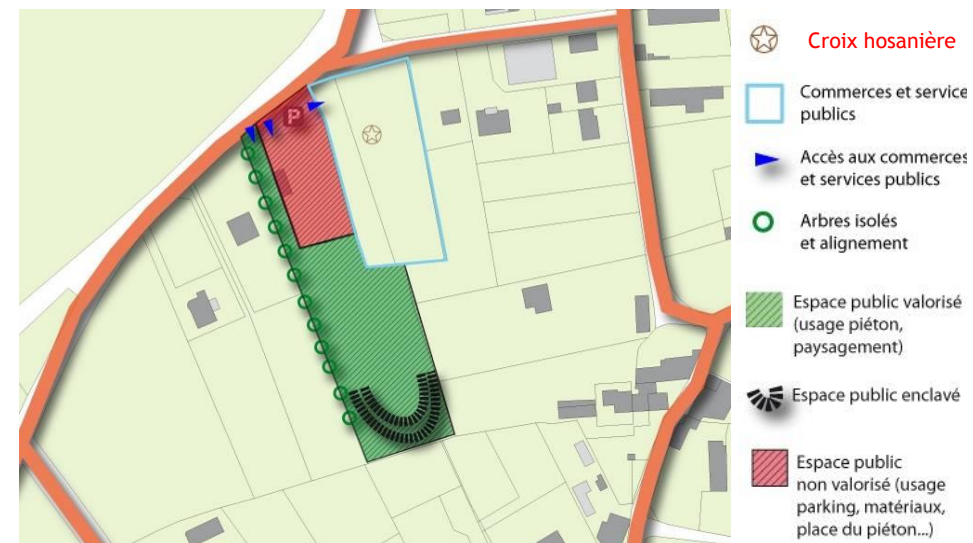 P
Croix hosanière
Commerces et service
publics
Accès aux commerces
et services publics
Arbres isolés
et alignement
Espace public valorisé
(usage piéton,
paysagement)
Espace public enclavé
Espace public
non valorisé (usage
parking, matériaux,
place du piéton...)